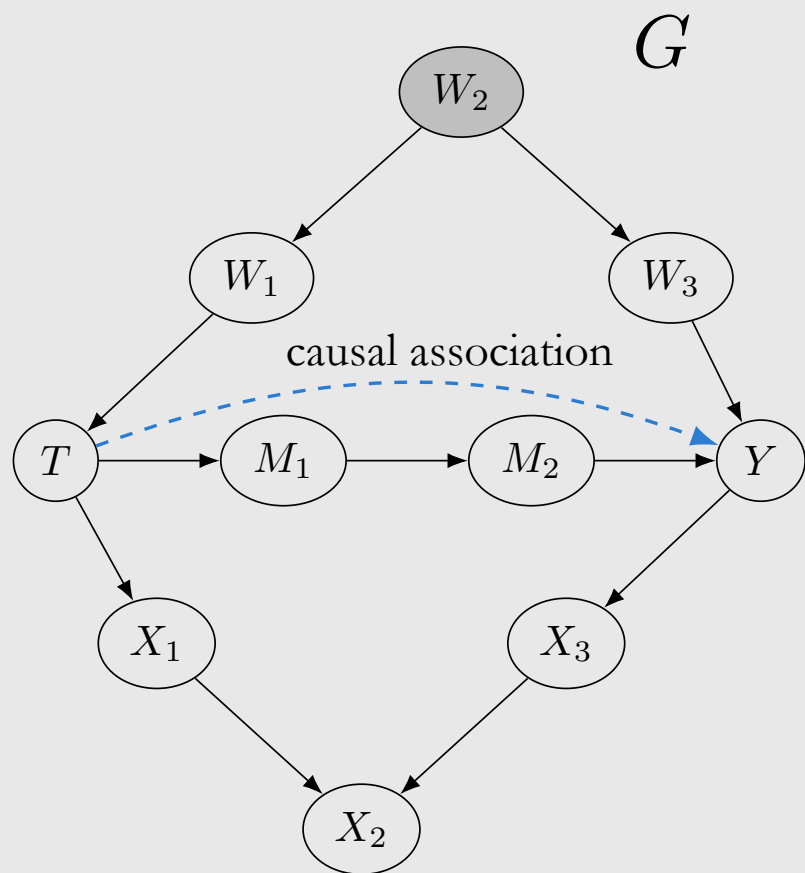 G
W₂
W₁
W₃
causal association
T
M₁
M₂
Y
X₁
X₃
X₂